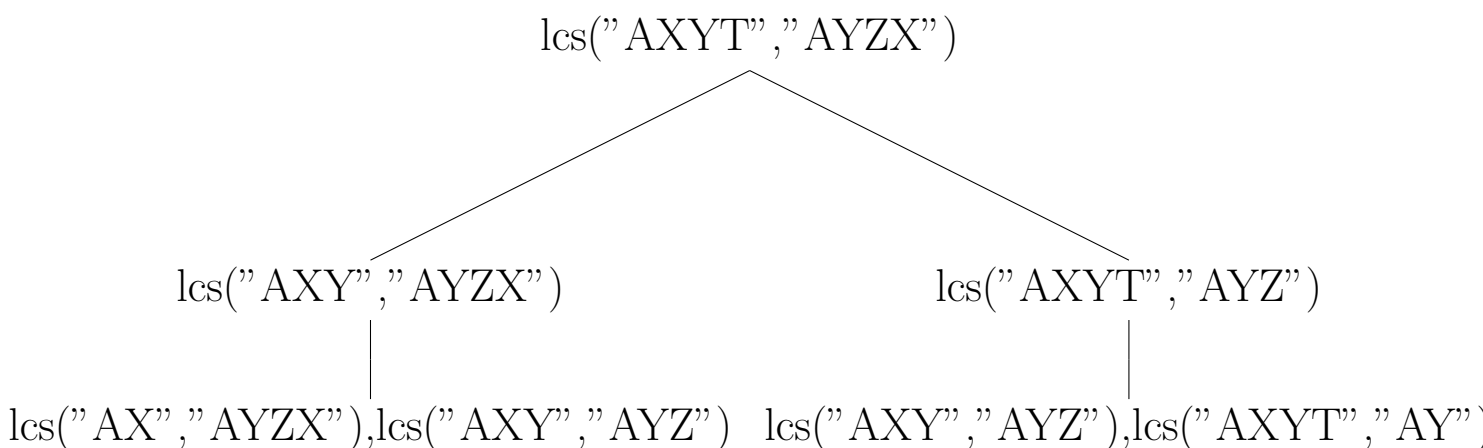 lcs(”AXYT”,”AYZX”)
lcs(”AXY”,”AYZX”) lcs(”AXYT”,”AYZ”)
lcs(”AX”,”AYZX”),lcs(”AXY”,”AYZ”) lcs(”AXY”,”AYZ”),lcs(”AXYT”,”AY”